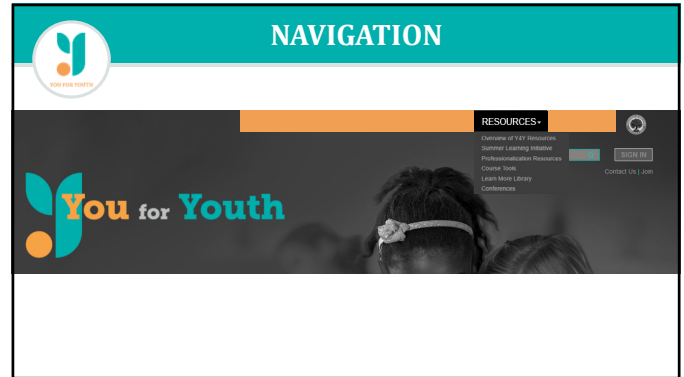 NAVIGATION
YOU FOR YOUTH
RESOURCES
Overview of Y4Y Resources
Summer Learning Initiative
Professionalization Resources
Course Tools
Learn More Library
Conferences
SIGN IN
Contact Us | Join
You for Youth